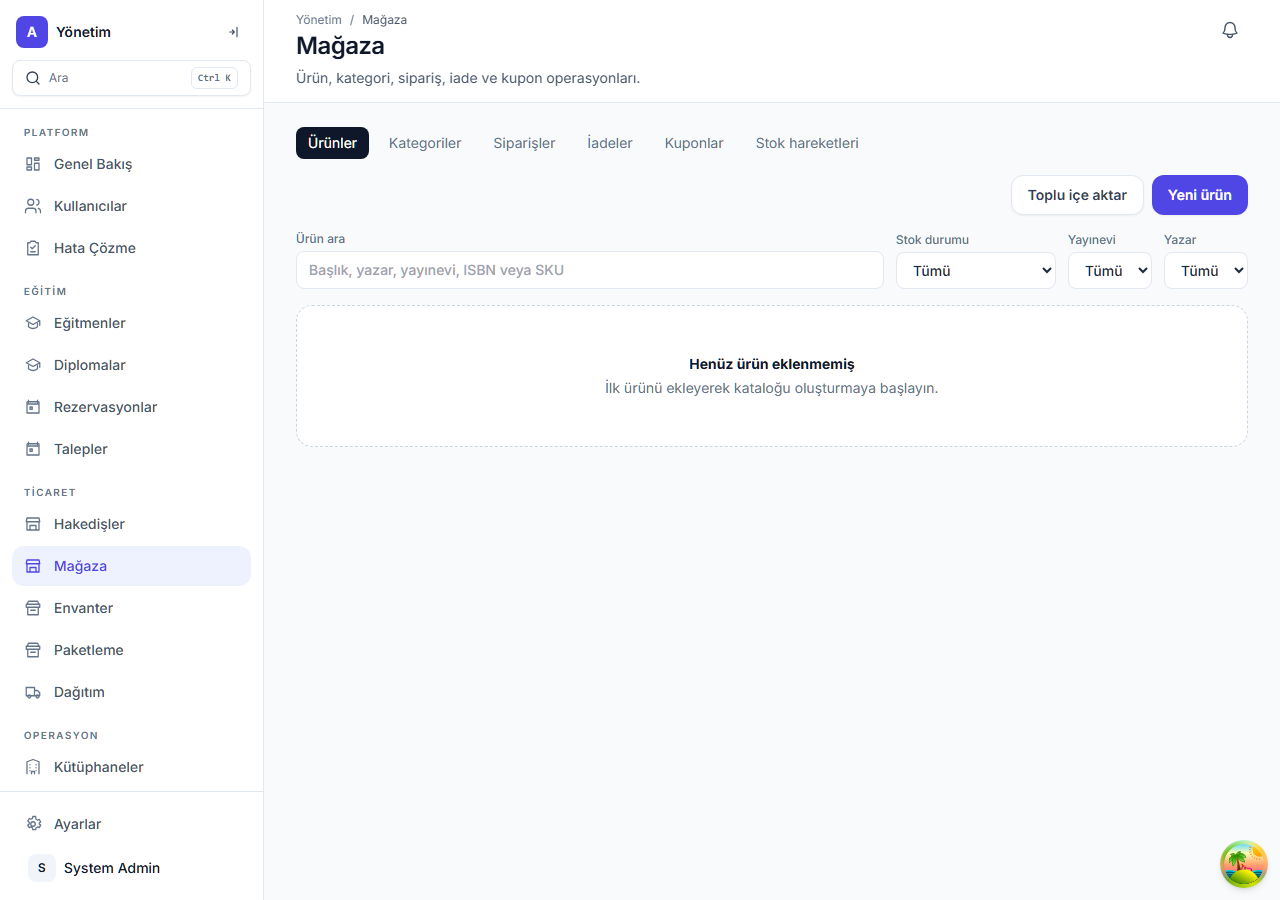 A Yönetim
Ara Ctrl K
PLATFORM
Genel Bakış
Kullanıcılar
Hata Çözme
EĞİTİM
Eğitmenler
Diplomalar
Rezervasyonlar
Talepler
TİCARET
Hakedişler
Mağaza
Envanter
Paketleme
Dağıtım
OPERASYON
Kütüphaneler
Ayarlar
S System Admin
Yönetim / Mağaza
Mağaza
Ürün, kategori, sipariş, iade ve kupon operasyonları.
Ürünler Kategoriler Siparişler İadeler Kuponlar Stok hareketleri
Toplu içe aktar Yeni ürün
Ürün ara Stok durumu Yayınevi Yazar
Başlık, yazar, yayınevi, ISBN veya SKU Tümü Tümü Tümü
Henüz ürün eklenmemiş
İlk ürünü ekleyerek kataloğu oluşturmaya başlayın.